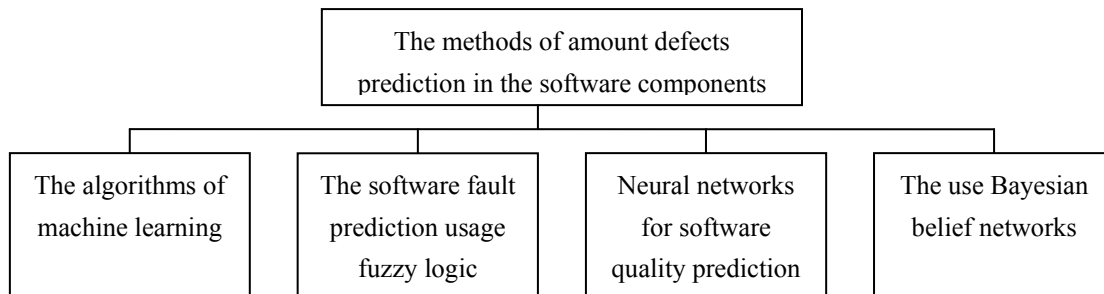 The methods of amount defects
prediction in the software components
The algorithms of
machine learning
The software fault
prediction usage
fuzzy logic
Neural networks
for software
quality prediction
The use Bayesian
belief networks